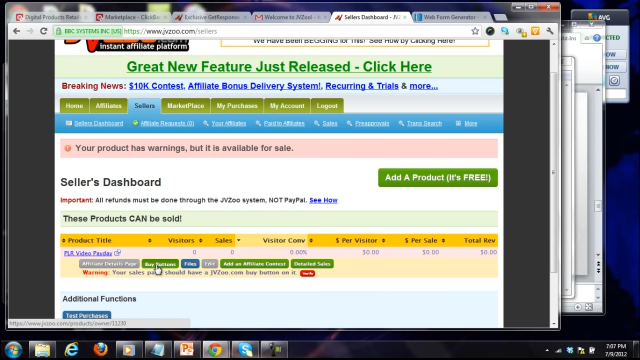 Digital Products Retail
Marketplace - ClickBa
Exclusive GetRespons
Welcome to JVZoo! -
Sellers Dashboard - JV
Web Form Generator
AVG
BBC SYSTEMS INC [US] https://www.jvzoo.com/sellers
instant affiliate platform
We Have BEEN BEGGING for This! See How by Clicking Here!
Great New Feature Just Released - Click Here
Breaking News: $10K Contest, Affiliate Bonus Delivery System!, Recurring & Trials & more...
Home Affiliates Sellers MarketPlace My Purchases My Account Logout
Sellers Dashboard Affiliate Requests (0) Your Affiliates Paid to Affiliates Sales Preapprovals Trans Search More
Your product has warnings, but it is available for sale.
Seller's Dashboard
Add A Product (It's FREE!)
Important: All refunds must be done through the JVZoo system, NOT PayPal. See How
These Products CAN be sold!
Product Title Visitors Sales Visitor Conv $ Per Visitor $ Per Sale Total Rev
PLR Video Payday 0 0 0.00% $0.00 $0.00 $0.00
Affiliate Details Page Buy Buttons Files Edit Add an Affiliate Contest Detailed Sales
Warning: Your sales page should have a JVZoo.com buy button on it.
Additional Functions
Test Purchases
https://www.jvzoo.com/products/owner/11230
7:07 PM
7/9/2012